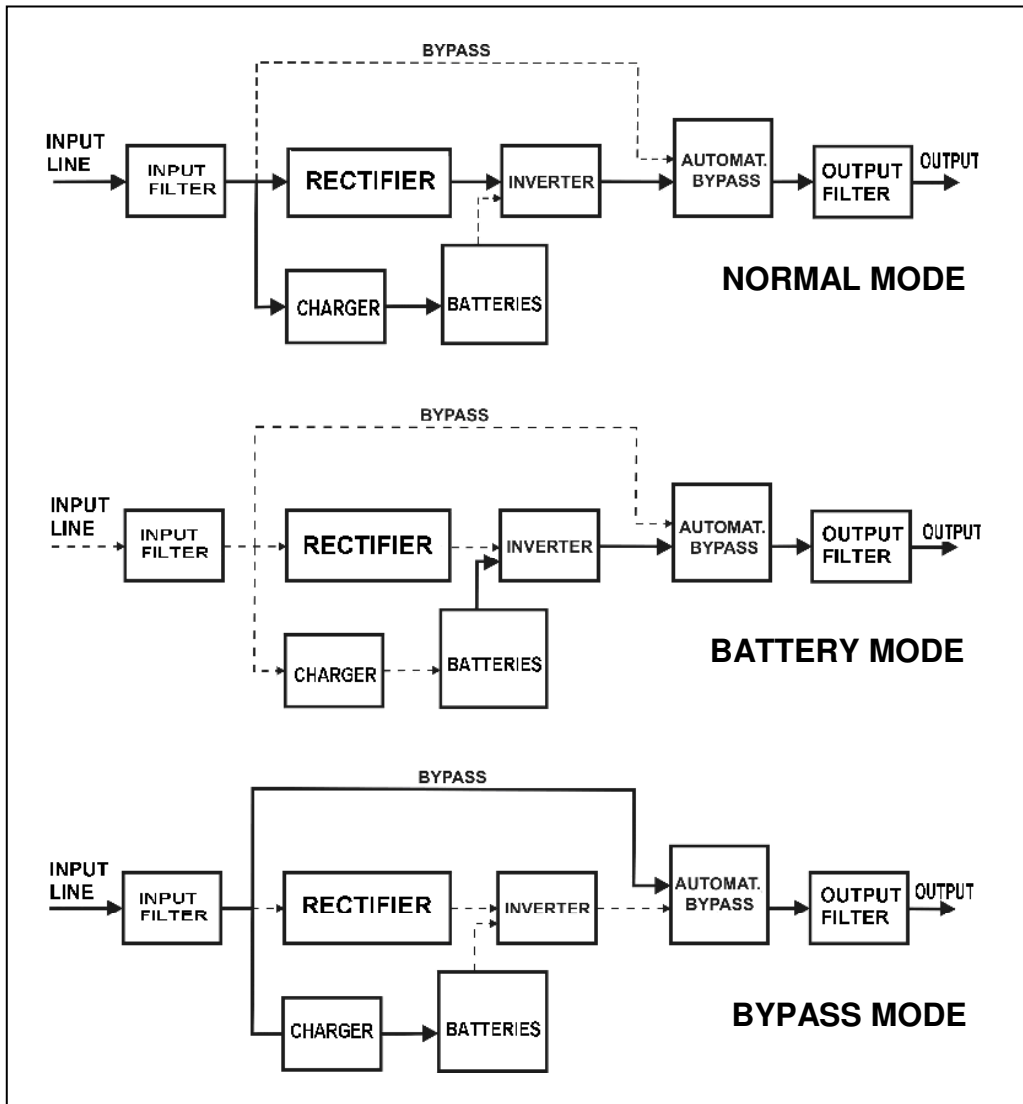 BYPASS
INPUT
LINE
INPUT
FILTER
RECTIFIER
INVERTER
AUTOMAT.
BYPASS
OUTPUT
FILTER
OUTPUT
CHARGER
BATTERIES
NORMAL MODE
BYPASS
INPUT
LINE
INPUT
FILTER
RECTIFIER
INVERTER
AUTOMAT.
BYPASS
OUTPUT
FILTER
OUTPUT
CHARGER
BATTERIES
BATTERY MODE
BYPASS
INPUT
LINE
INPUT
FILTER
RECTIFIER
INVERTER
AUTOMAT.
BYPASS
OUTPUT
FILTER
OUTPUT
CHARGER
BATTERIES
BYPASS MODE